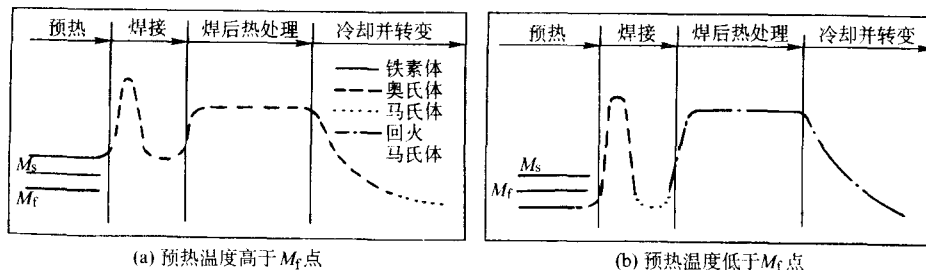 预热 焊接 焊后热处理 冷却并转变
铁素体
奥氏体
马氏体
回火
马氏体
Ms
Mf
(a) 预热温度高于Mf点
预热 焊接 焊后热处理 冷却并转变
Ms
Mf
(b) 预热温度低于Mf点